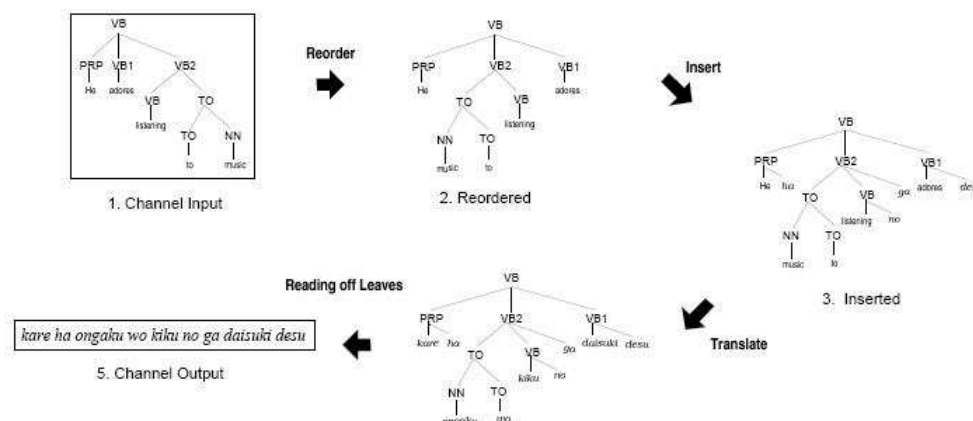 VB
PRP VB1 VB2
He adores VB TO
listening TO NN
to music
1. Channel Input
Reorder
VB
PRP VB2 VB1
He TO VB adores
NN TO listening
music to
2. Reordered
Insert
VB
PRP VB2 VB1
He ha TO VB ga adores desu
NN TO listening no
music to
3. Inserted
Translate
VB
PRP VB2 VB1
kare ha TO VB ga daisuki desu
NN TO kiku no
Reading off Leaves
kare ha ongaku wo kiku no ga daisuki desu
5. Channel Output